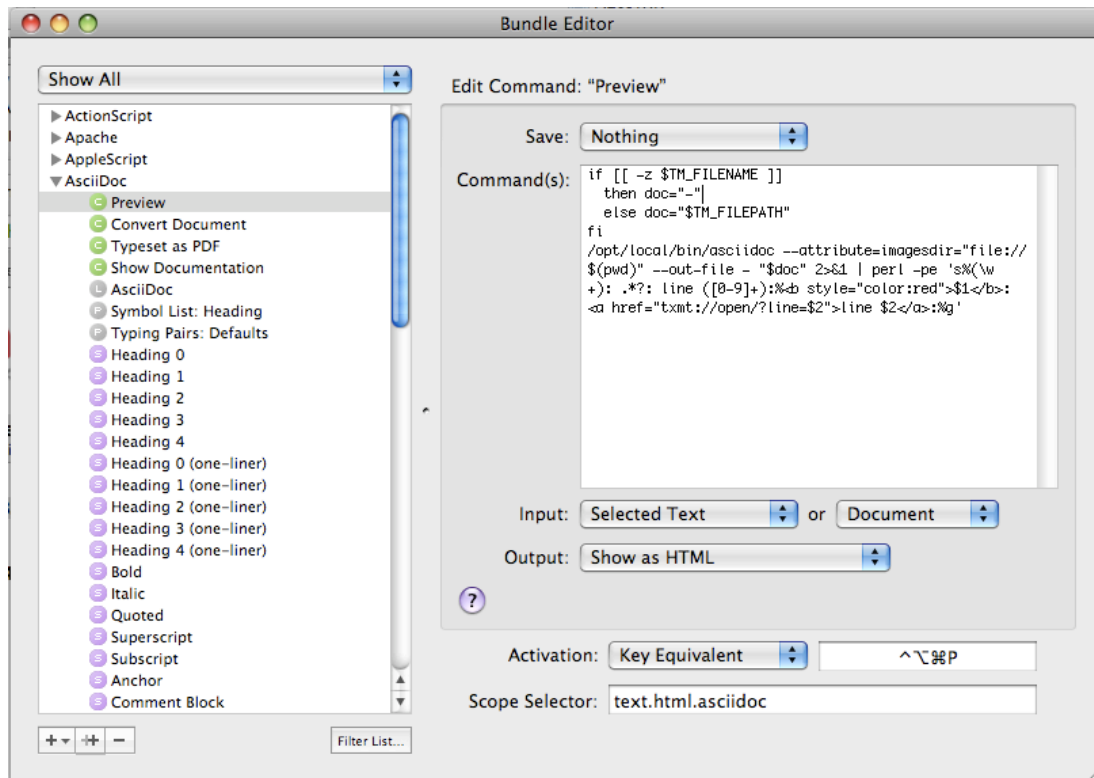 Bundle Editor
Show All
ActionScript
Apache
AppleScript
AsciiDoc
C Preview
C Convert Document
C Typeset as PDF
C Show Documentation
L AsciiDoc
P Symbol List: Heading
P Typing Pairs: Defaults
S Heading 0
S Heading 1
S Heading 2
S Heading 3
S Heading 4
S Heading 0 (one-liner)
S Heading 1 (one-liner)
S Heading 2 (one-liner)
S Heading 3 (one-liner)
S Heading 4 (one-liner)
S Bold
S Italic
S Quoted
S Superscript
S Subscript
S Anchor
S Comment Block
Filter List...
Edit Command: “Preview”
Save: Nothing
Command(s):
if [[ -z $TM_FILENAME ]]
then doc="-"
else doc="$TM_FILEPATH"
fi
/opt/local/bin/asciidoc --attribute=imagesdir="file://
$(pwd)" --out-file - "$doc" 2>&1 | perl -pe 's%(\w
+): .*?: line ([0-9]+):%<b style="color:red">$1</b>:
<a href="txmt://open/?line=$2">line $2</a>:%g'
Input: Selected Text or Document
Output: Show as HTML
?
Activation: Key Equivalent ^⌥⌘P
Scope Selector: text.html.asciidoc